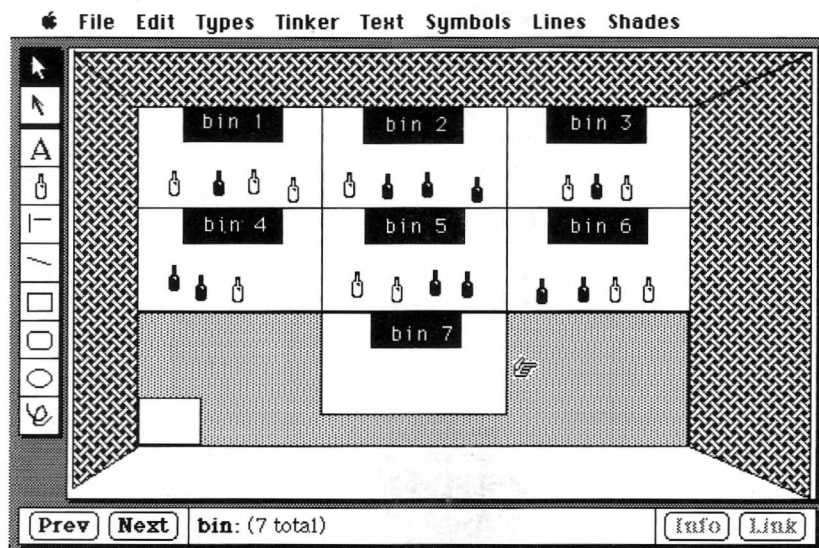 File Edit Types Tinker Text Symbols Lines Shades
A
bin 1 bin 2 bin 3
bin 4 bin 5 bin 6
bin 7
Prev Next bin: (7 total) Info Link